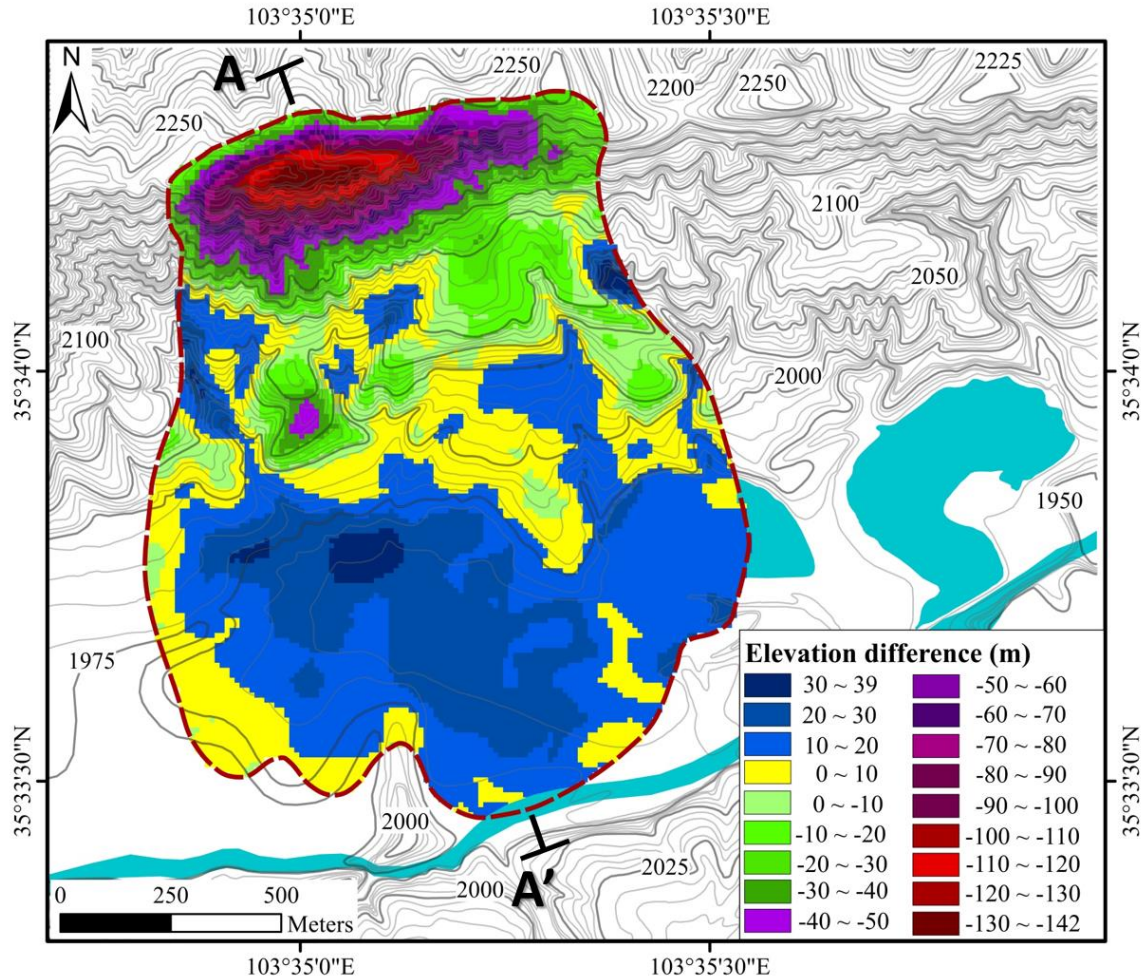 103°35'0"E 103°35'30"E
N
A
2250
2250
2200
2250
2225
2100
2050
2100
2000
35°34'0"N
35°34'0"N
2000
1950
1975
Elevation difference (m)
30 ~ 39 -50 ~ -60
20 ~ 30 -60 ~ -70
10 ~ 20 -70 ~ -80
0 ~ 10 -80 ~ -90
0 ~ -10 -90 ~ -100
-10 ~ -20 -100 ~ -110
-20 ~ -30 -110 ~ -120
-30 ~ -40 -120 ~ -130
-40 ~ -50 -130 ~ -142
35°33'30"N
35°33'30"N
2000
2000
2025
A’
0 250 500
Meters
103°35'0"E 103°35'30"E